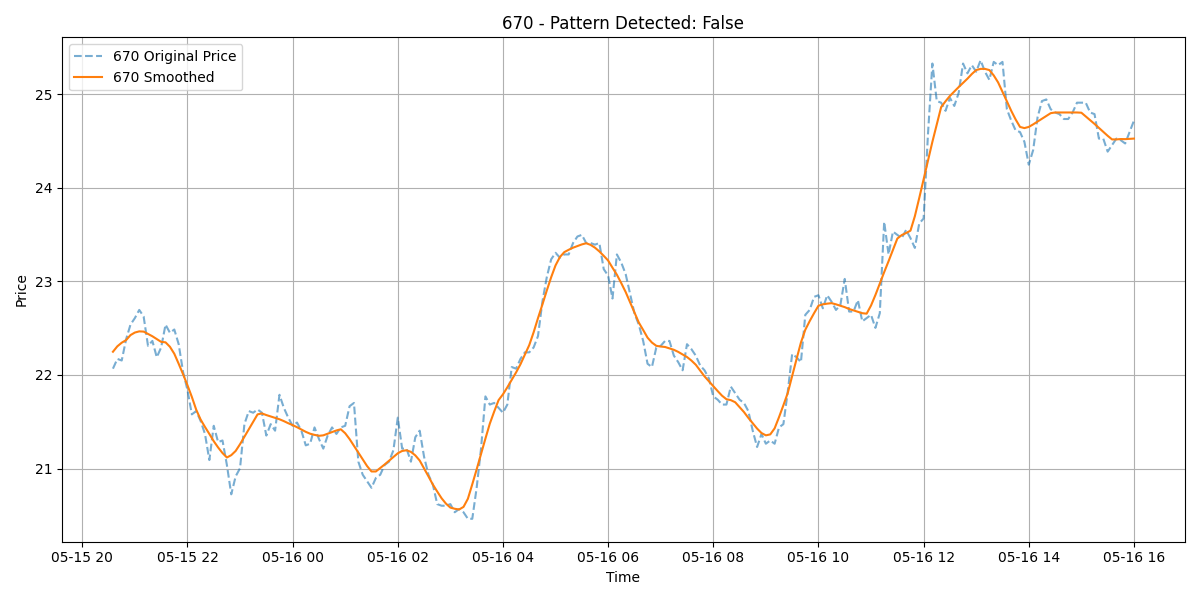 670 - Pattern Detected: False
670 Original Price
670 Smoothed
Price
25
24
23
22
21
05-15 20 05-15 22 05-16 00 05-16 02 05-16 04 05-16 06 05-16 08 05-16 10 05-16 12 05-16 14 05-16 16
Time